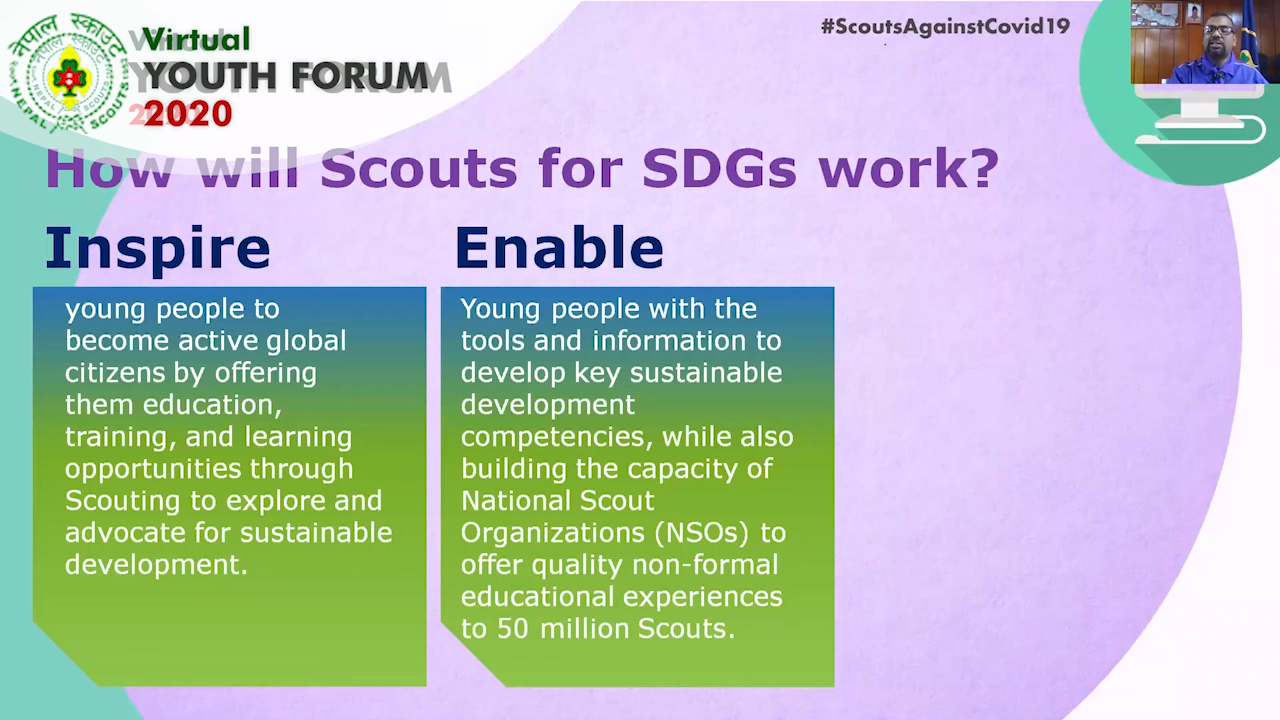 नेपाल स्काउट
NEPAL SCOUTS
Virtual
YOUTH FORUM
2020
#ScoutsAgainstCovid19
How will Scouts for SDGs work?
Inspire
young people to
become active global
citizens by offering
them education,
training, and learning
opportunities through
Scouting to explore and
advocate for sustainable
development.
Enable
Young people with the
tools and information to
develop key sustainable
development
competencies, while also
building the capacity of
National Scout
Organizations (NSOs) to
offer quality non-formal
educational experiences
to 50 million Scouts.